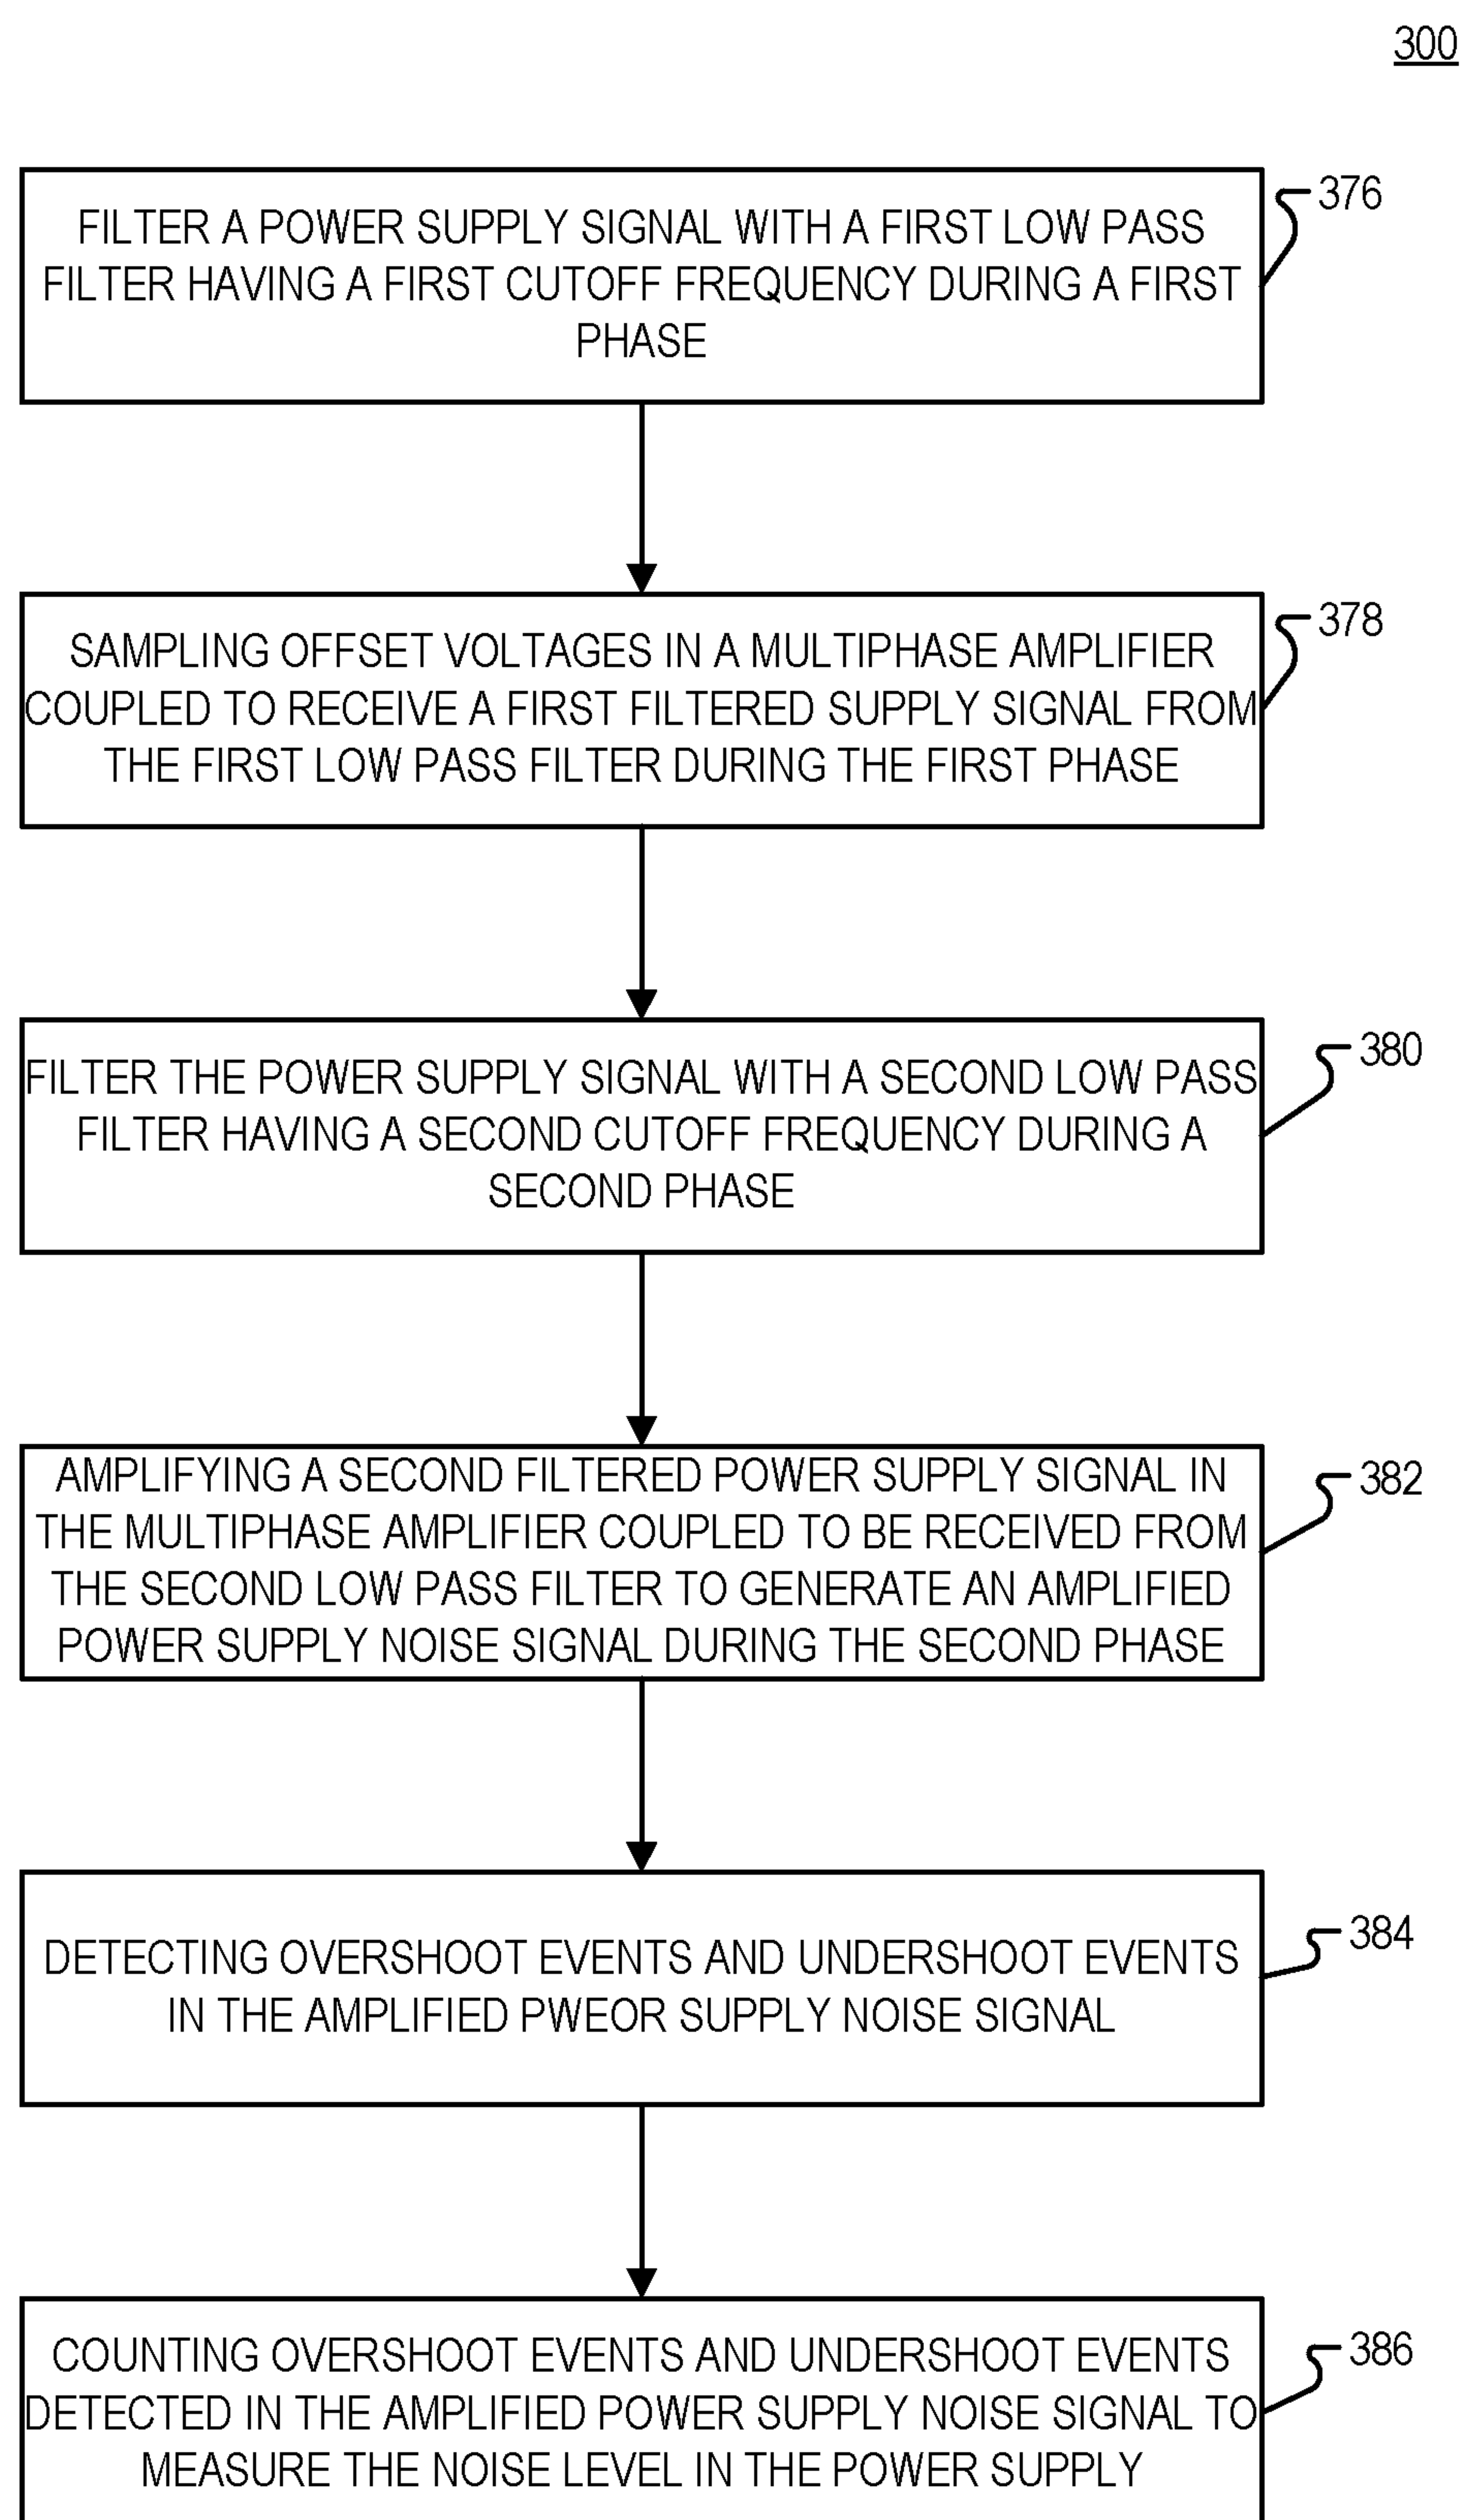 300
FILTER A POWER SUPPLY SIGNAL WITH A FIRST LOW PASS
FILTER HAVING A FIRST CUTOFF FREQUENCY DURING A FIRST
PHASE
376
SAMPLING OFFSET VOLTAGES IN A MULTIPHASE AMPLIFIER
COUPLED TO RECEIVE A FIRST FILTERED SUPPLY SIGNAL FROM
THE FIRST LOW PASS FILTER DURING THE FIRST PHASE
378
FILTER THE POWER SUPPLY SIGNAL WITH A SECOND LOW PASS
FILTER HAVING A SECOND CUTOFF FREQUENCY DURING A
SECOND PHASE
380
AMPLIFYING A SECOND FILTERED POWER SUPPLY SIGNAL IN
THE MULTIPHASE AMPLIFIER COUPLED TO BE RECEIVED FROM
THE SECOND LOW PASS FILTER TO GENERATE AN AMPLIFIED
POWER SUPPLY NOISE SIGNAL DURING THE SECOND PHASE
382
DETECTING OVERSHOOT EVENTS AND UNDERSHOOT EVENTS
IN THE AMPLIFIED PWEOR SUPPLY NOISE SIGNAL
384
COUNTING OVERSHOOT EVENTS AND UNDERSHOOT EVENTS
DETECTED IN THE AMPLIFIED POWER SUPPLY NOISE SIGNAL TO
MEASURE THE NOISE LEVEL IN THE POWER SUPPLY
386